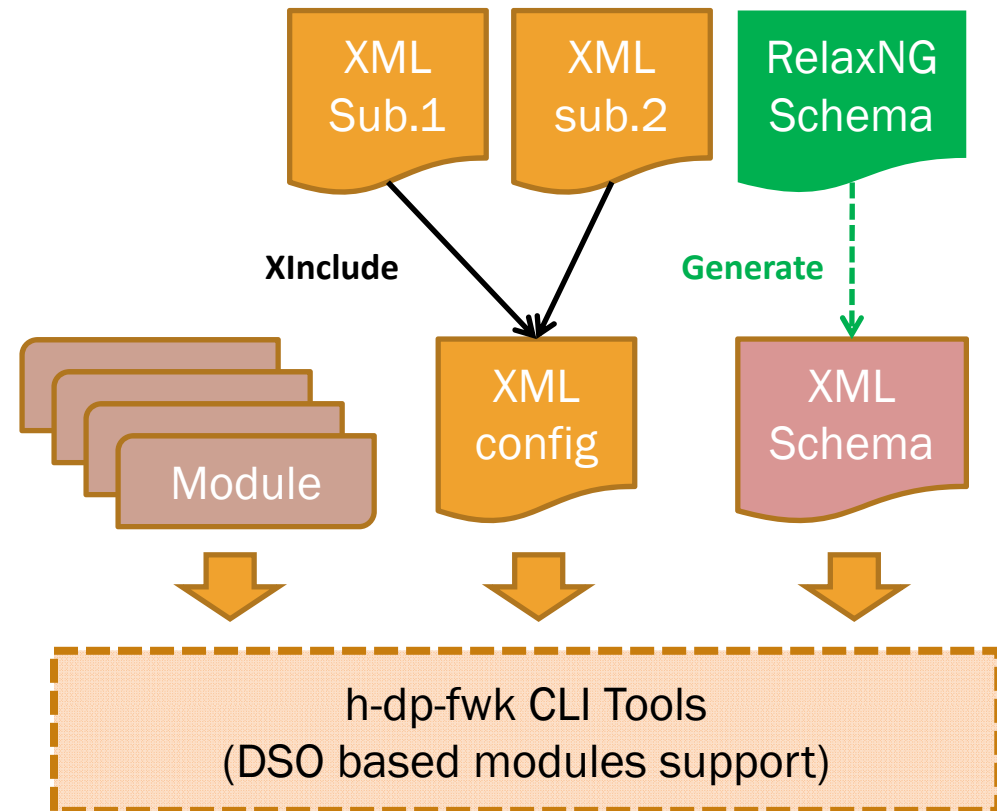 XML
Sub.1
XML
sub.2
RelaxNG
Schema
XInclude
Generate
Module
XML
config
XML
Schema
h-dp-fwk CLI Tools
(DSO based modules support)